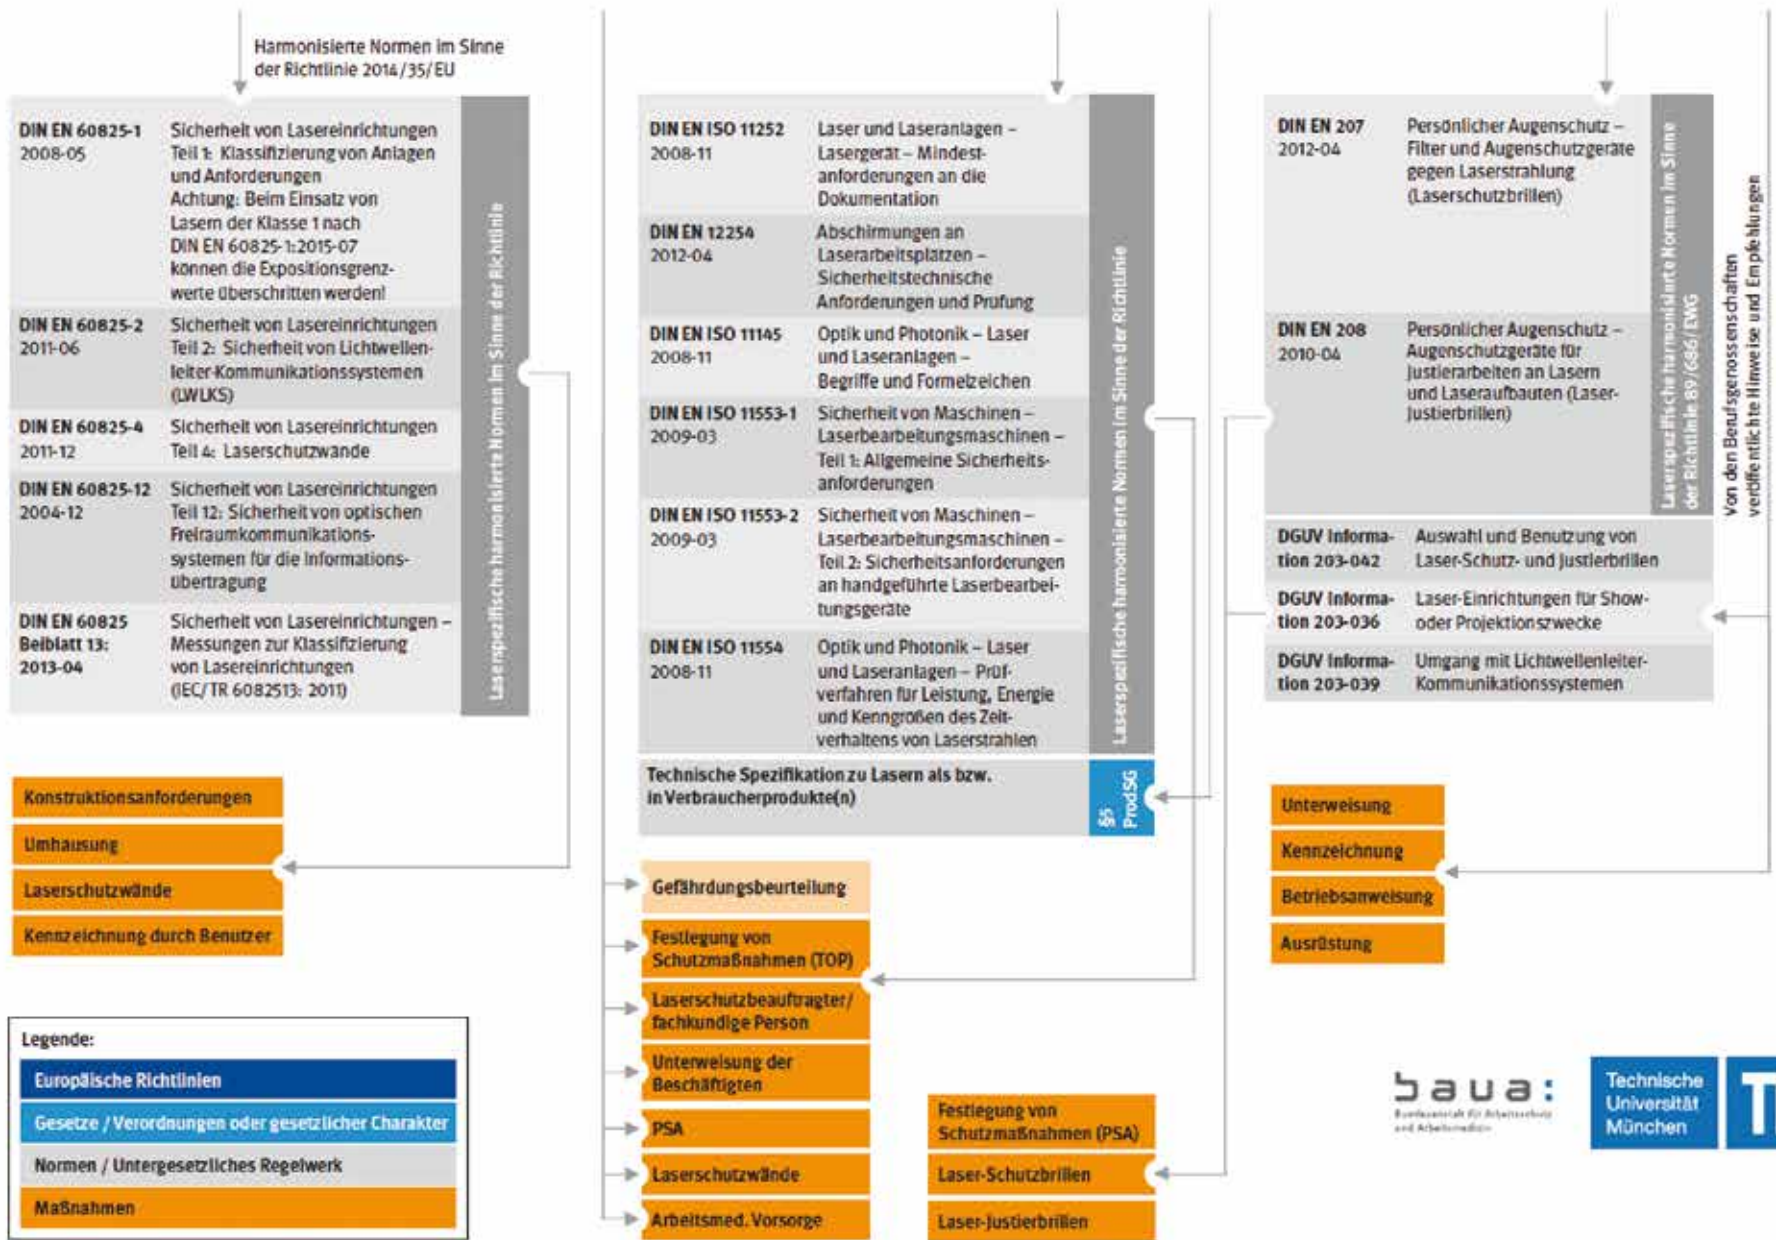 Harmonisierte Normen im Sinne
der Richtlinie 2014/35/EU
DIN EN 60825-1
2008-05
Sicherheit von Lasereinrichtungen
Teil 1: Klassifizierung von Anlagen
und Anforderungen
Achtung: Beim Einsatz von
Lasern der Klasse 1 nach
DIN EN 60825-1:2015-07
können die Expositionsgrenz-
werte überschritten werden!
DIN EN 60825-2
2011-06
Sicherheit von Lasereinrichtungen
Teil 2: Sicherheit von Lichtwellen-
leiter-Kommunikationssystemen
(LWLKS)
DIN EN 60825-4
2011-12
Sicherheit von Lasereinrichtungen
Teil 4: Laserschutzwände
DIN EN 60825-12
2004-12
Sicherheit von Lasereinrichtungen
Teil 12: Sicherheit von optischen
Freiraumkommunikations-
systemen für die Informations-
übertragung
DIN EN 60825
Beiblatt 13:
2013-04
Sicherheit von Lasereinrichtungen –
Messungen zur Klassifizierung
von Lasereinrichtungen
(IEC/TR 6082513: 2011)
Laserspezifische harmonisierte Normen im Sinne der Richtlinie
Konstruktionsanforderungen
Umhausung
Laserschutzwände
Kennzeichnung durch Benutzer
Legende:
Europäische Richtlinien
Gesetze / Verordnungen oder gesetzlicher Charakter
Normen / Untergesetzliches Regelwerk
Maßnahmen
DIN EN ISO 11252
2008-11
Laser und Laseranlagen –
Lasergerät – Mindest-
anforderungen an die
Dokumentation
DIN EN 12254
2012-04
Abschirmungen an
Laserarbeitsplätzen –
Sicherheitstechnische
Anforderungen und Prüfung
DIN EN ISO 11145
2008-11
Optik und Photonik – Laser
und Laseranlagen –
Begriffe und Formelzeichen
DIN EN ISO 11553-1
2009-03
Sicherheit von Maschinen –
Laserbearbeitungsmaschinen –
Teil 1: Allgemeine Sicherheits-
anforderungen
DIN EN ISO 11553-2
2009-03
Sicherheit von Maschinen –
Laserbearbeitungsmaschinen –
Teil 2: Sicherheitsanforderungen
an handgeführte Laserbearbei-
tungsgeräte
DIN EN ISO 11554
2008-11
Optik und Photonik – Laser
und Laseranlagen – Prüf-
verfahren für Leistung, Energie
und Kenngrößen des Zeit-
verhaltens von Laserstrahlen
Laserspezifische harmonisierte Normen im Sinne der Richtlinie
Technische Spezifikation zu Lasern als bzw.
in Verbraucherprodukte(n)
§5
ProdSG
Gefährdungsbeurteilung
Festlegung von
Schutzmaßnahmen (TOP)
Laserschutzbeauftragter/
fachkundige Person
Unterweisung der
Beschäftigten
PSA
Laserschutzwände
Arbeitsmed. Vorsorge
Festlegung von
Schutzmaßnahmen (PSA)
Laser-Schutzbrillen
Laser-Justierbrillen
DIN EN 207
2012-04
Persönlicher Augenschutz –
Filter und Augenschutzgeräte
gegen Laserstrahlung
(Laserschutzbrillen)
DIN EN 208
2010-04
Persönlicher Augenschutz –
Augenschutzgeräte für
Justierarbeiten an Lasern
und Laseraufbauten (Laser-
Justierbrillen)
Laserspezifische harmonisierte Normen im Sinne
der Richtlinie 89/686/EWG
DGUV Informa-
tion 203-042
Auswahl und Benutzung von
Laser-Schutz- und Justierbrillen
DGUV Informa-
tion 203-036
Laser-Einrichtungen für Show-
oder Projektionszwecke
DGUV Informa-
tion 203-039
Umgang mit Lichtwellenleiter-
Kommunikationssystemen
Von den Berufsgenossenschaften
veröffentlichte Hinweise und Empfehlungen
Unterweisung
Kennzeichnung
Betriebsanweisung
Ausrüstung
baua:
Bundesanstalt für Arbeitsschutz
und Arbeitsmedizin
Technische
Universität
München